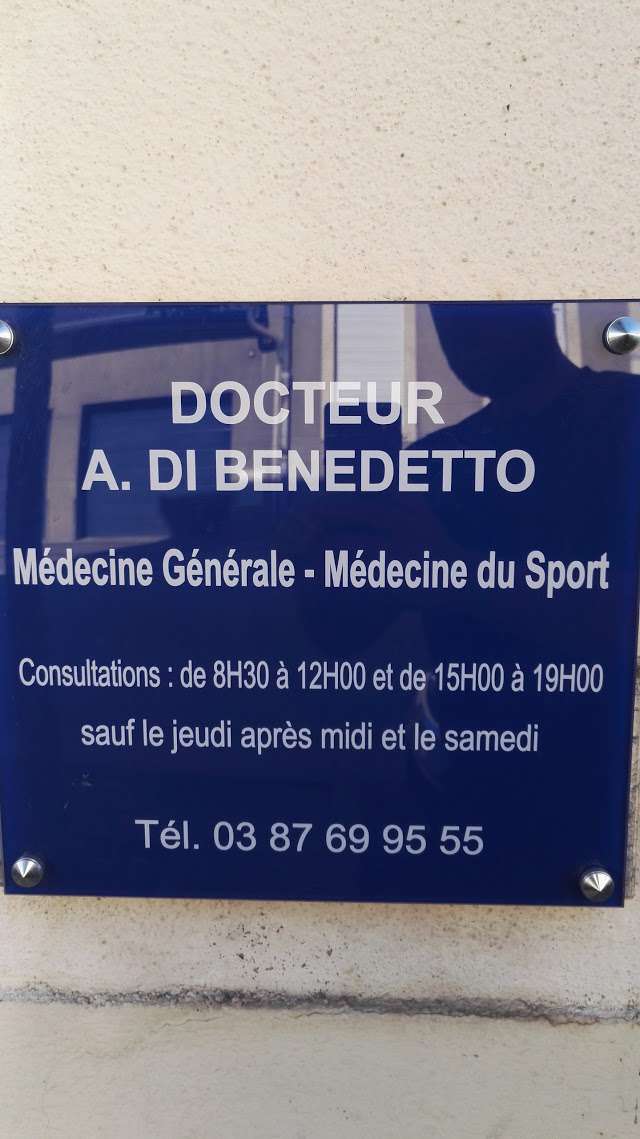 DOCTEUR
A. DI BENEDETTO
Médecine Générale - Médecine du Sport
Consultations : de 8H30 à 12H00 et de 15H00 à 19H00
sauf le jeudi après midi et le samedi
Tél. 03 87 69 95 55